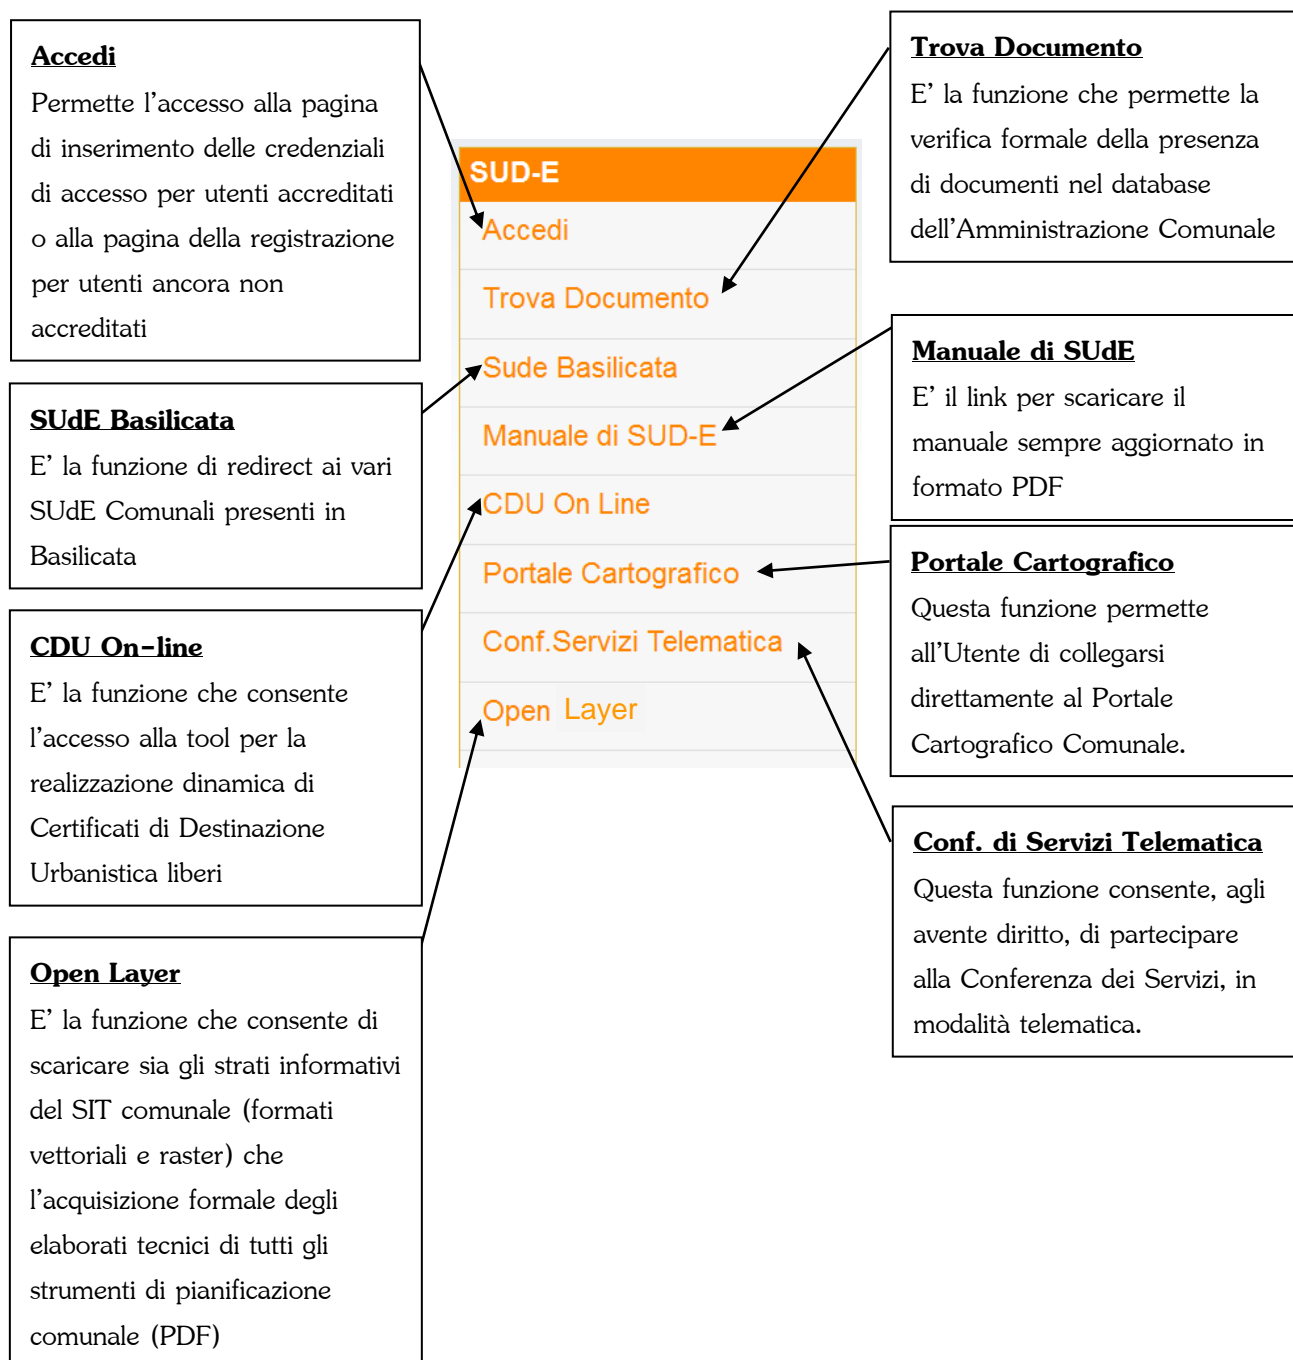 Accedi
Permette l'accesso alla pagina
di inserimento delle credenziali
di accesso per utenti accreditati
o alla pagina della registrazione
per utenti ancora non
accreditati
SUdE Basilicata
E' la funzione di redirect ai vari
SUdE Comunali presenti in
Basilicata
CDU On-line
E' la funzione che consente
l'accesso alla tool per la
realizzazione dinamica di
Certificati di Destinazione
Urbanistica liberi
Open Layer
E' la funzione che consente di
scaricare sia gli strati informativi
del SIT comunale (formati
vettoriali e raster) che
l'acquisizione formale degli
elaborati tecnici di tutti gli
strumenti di pianificazione
comunale (PDF)
SUD-E
Accedi
Trova Documento
Sude Basilicata
Manuale di SUD-E
CDU On Line
Portale Cartografico
Conf.Servizi Telematica
Open Layer
Trova Documento
E' la funzione che permette la
verifica formale della presenza
di documenti nel database
dell'Amministrazione Comunale
Manuale di SUdE
E' il link per scaricare il
manuale sempre aggiornato in
formato PDF
Portale Cartografico
Questa funzione permette
all'Utente di collegarsi
direttamente al Portale
Cartografico Comunale.
Conf. di Servizi Telematica
Questa funzione consente, agli
avente diritto, di partecipare
alla Conferenza dei Servizi, in
modalità telematica.